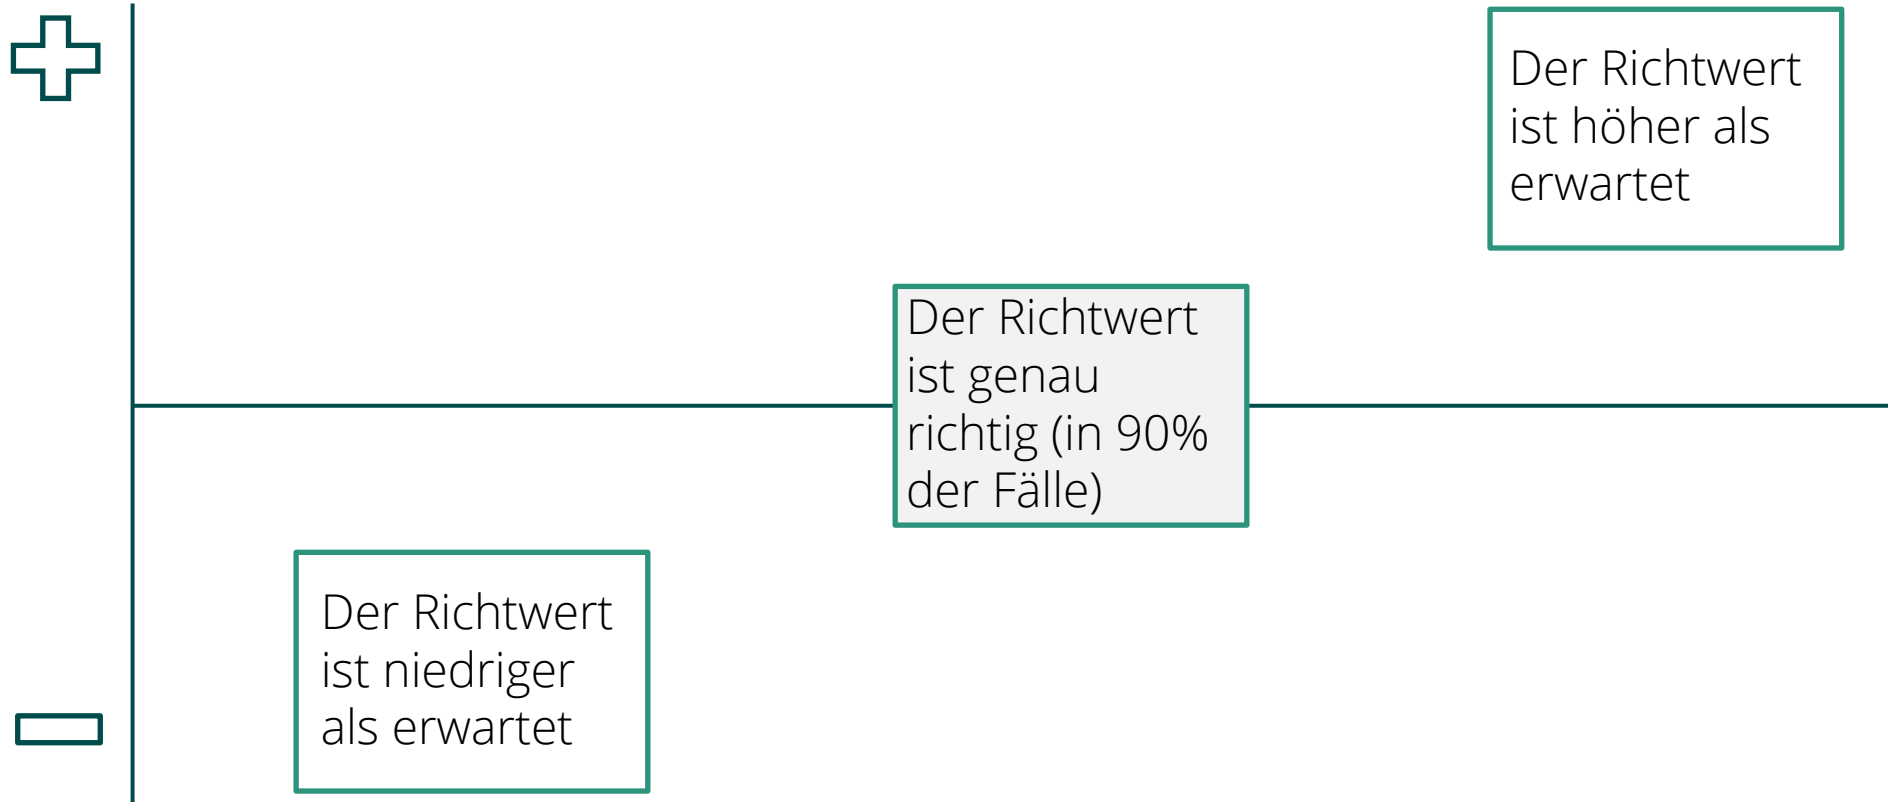 Der Richtwert
ist höher als
erwartet
Der Richtwert
ist genau
richtig (in 90%
der Fälle)
Der Richtwert
ist niedriger
als erwartet